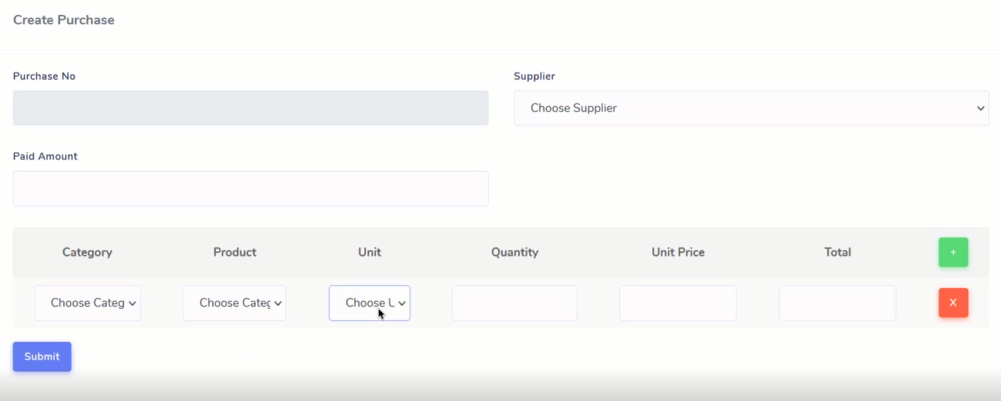 Create Purchase
Purchase No
Supplier
Choose Supplier
Paid Amount
Category Product Unit Quantity Unit Price Total +
Choose Categ Choose Categ Choose U X
Submit